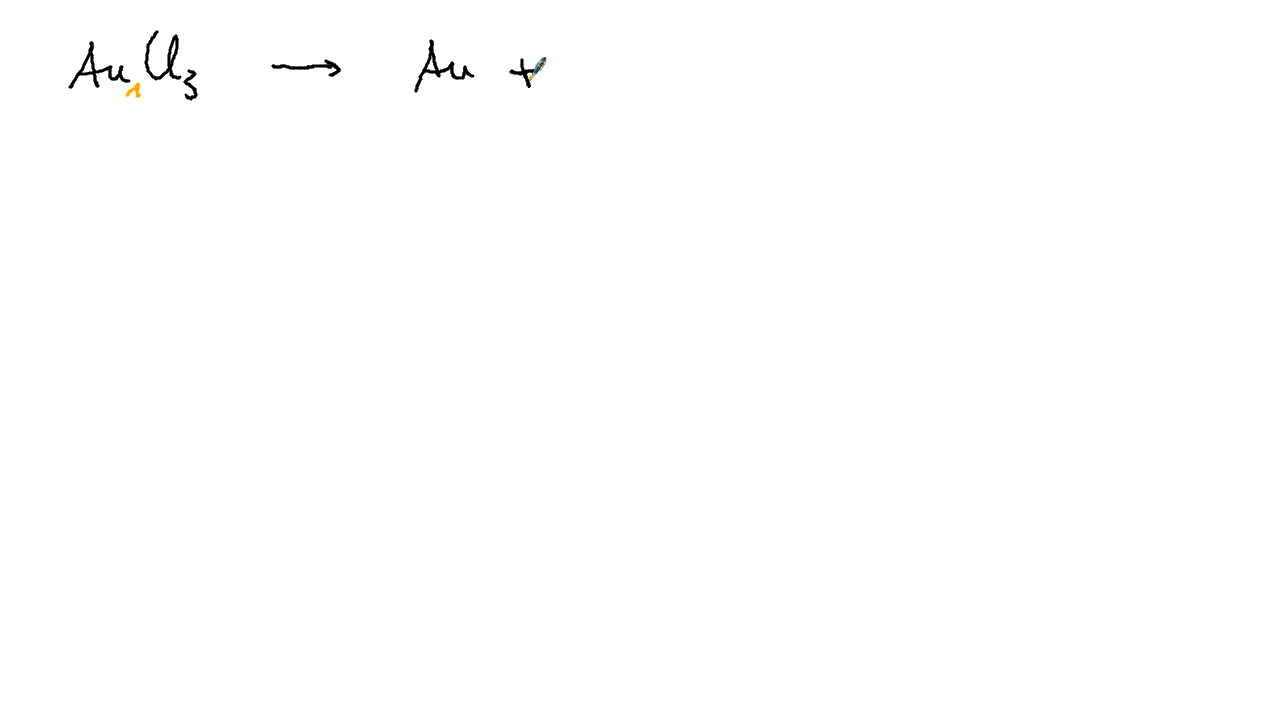 Au₁Cl₃ → Au +